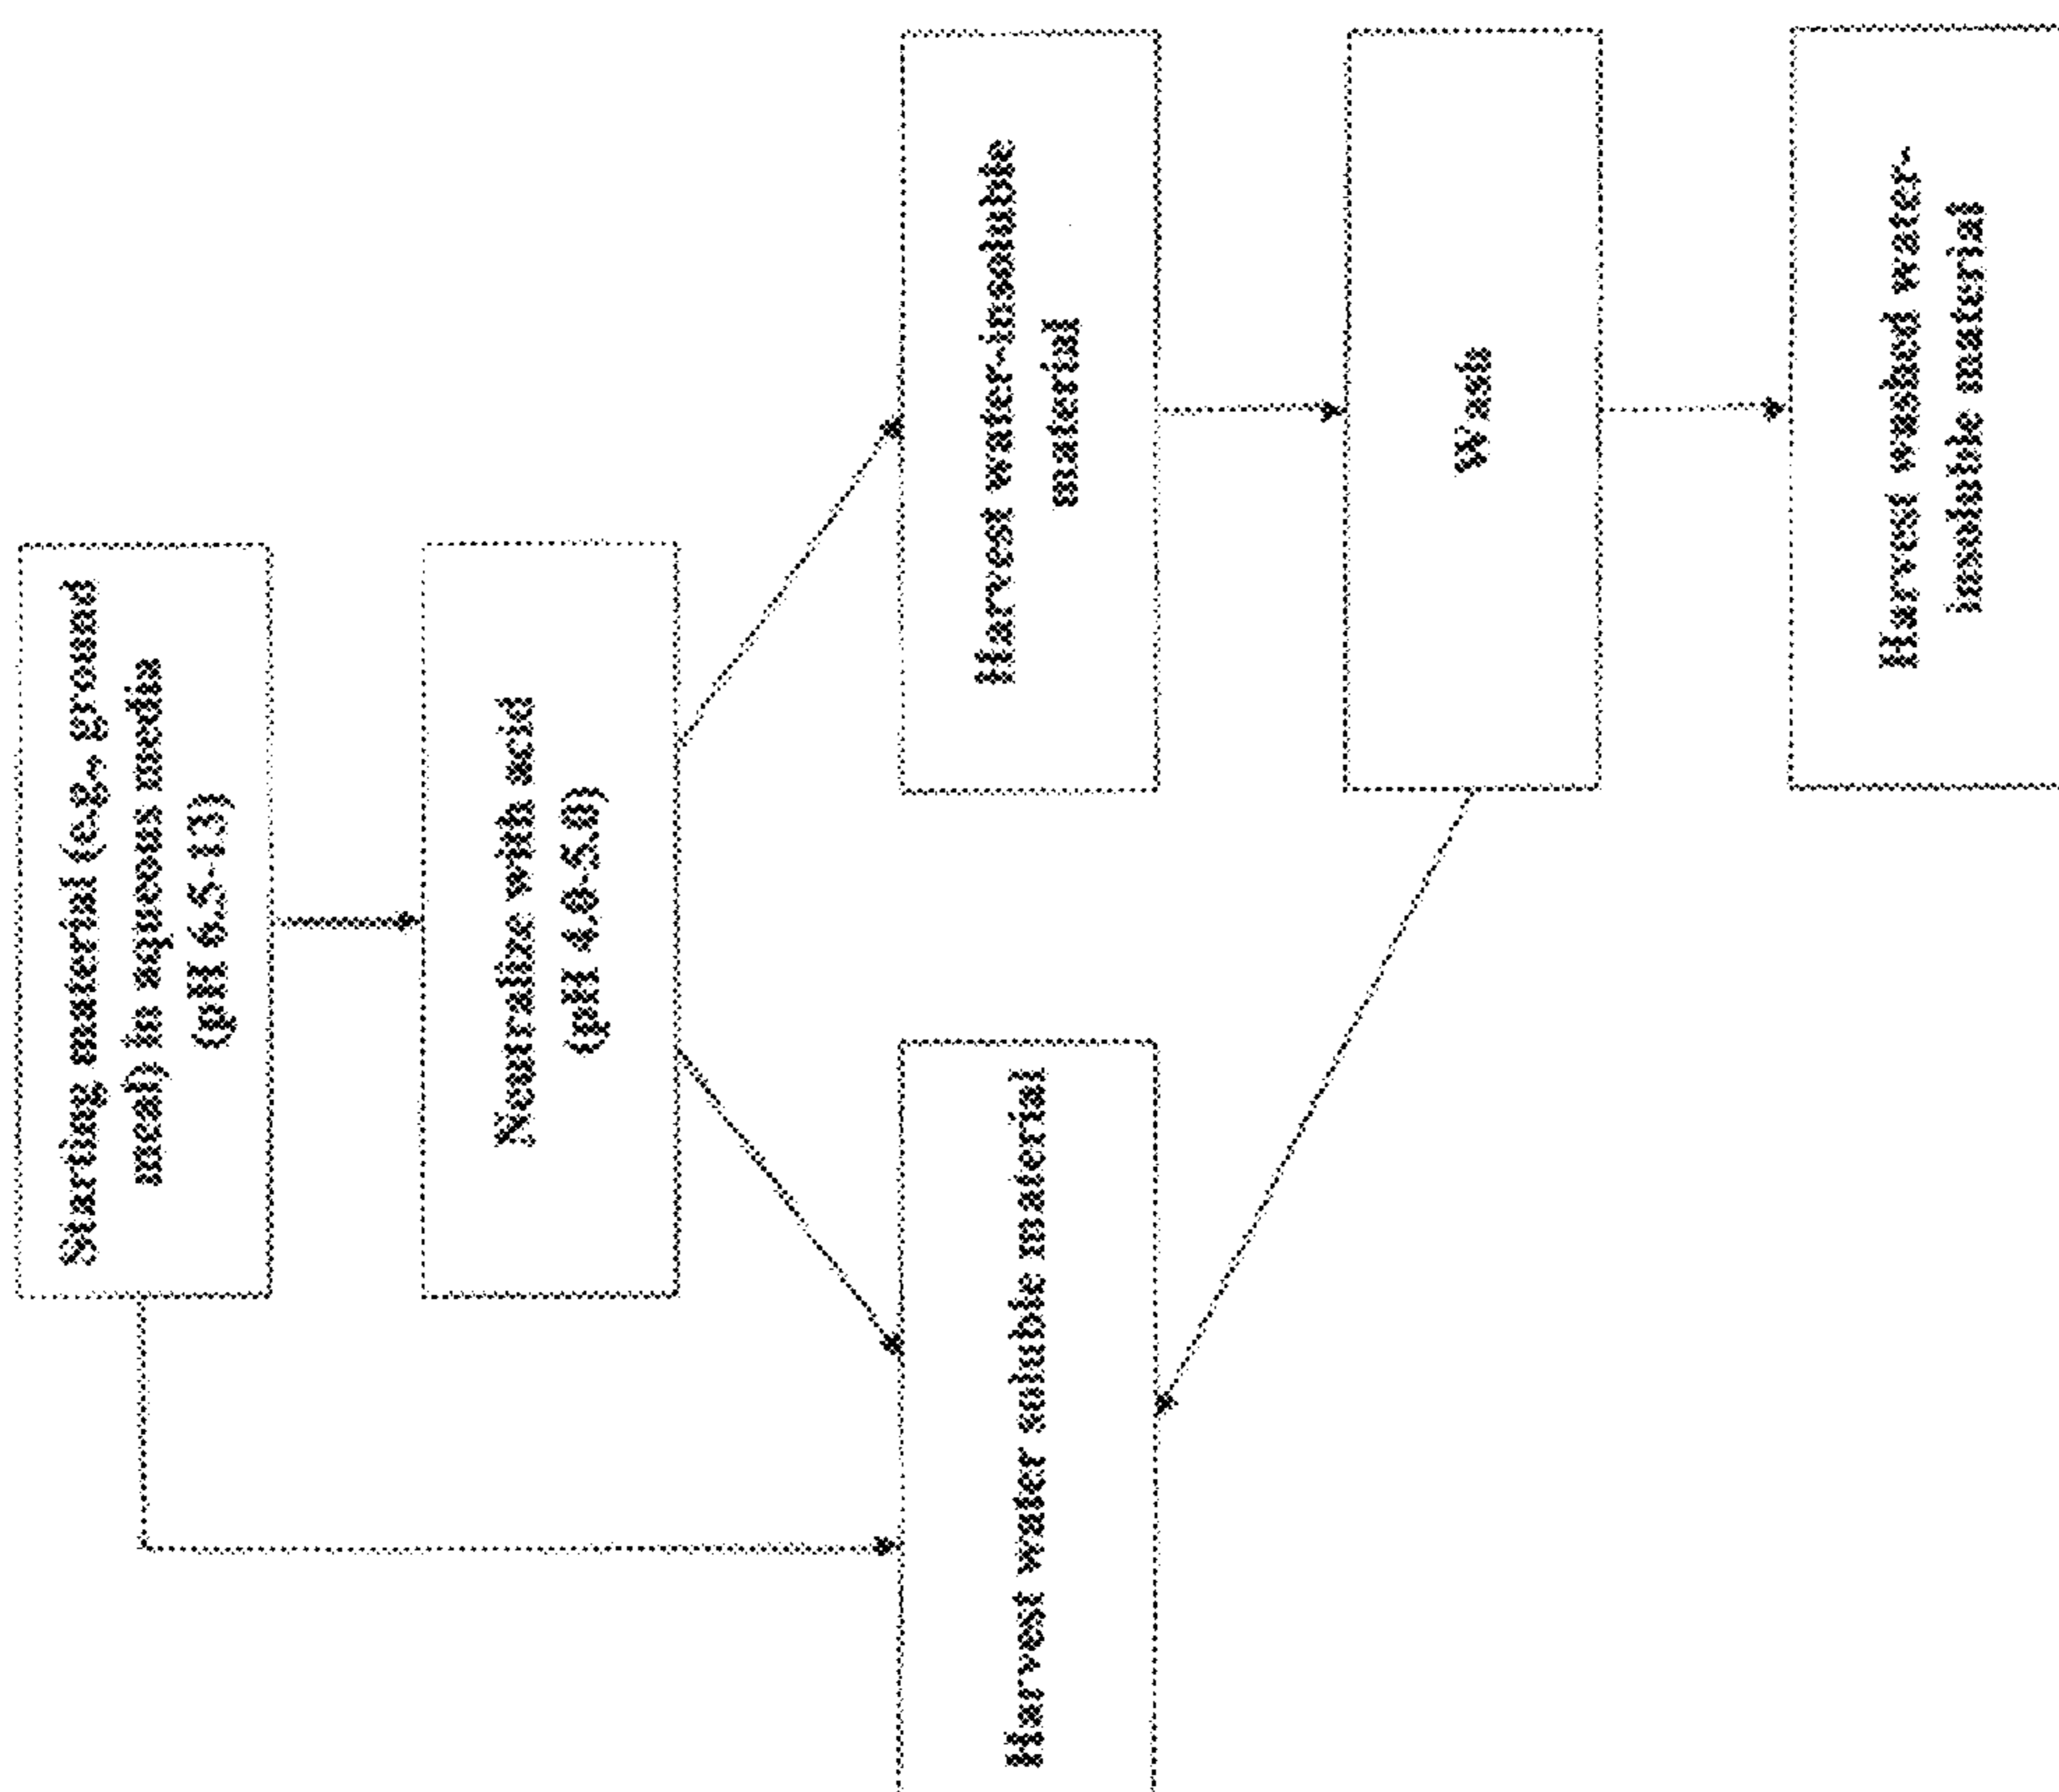 Starting material (e.g., ground
meal) in aqueous media
(pH 6.5-13)
Neutralize with acid
(pH 4.0-5.0)
Harvest water soluble material
Harvest water-insoluble
material
Wash
Harvest washed water-
insoluble material